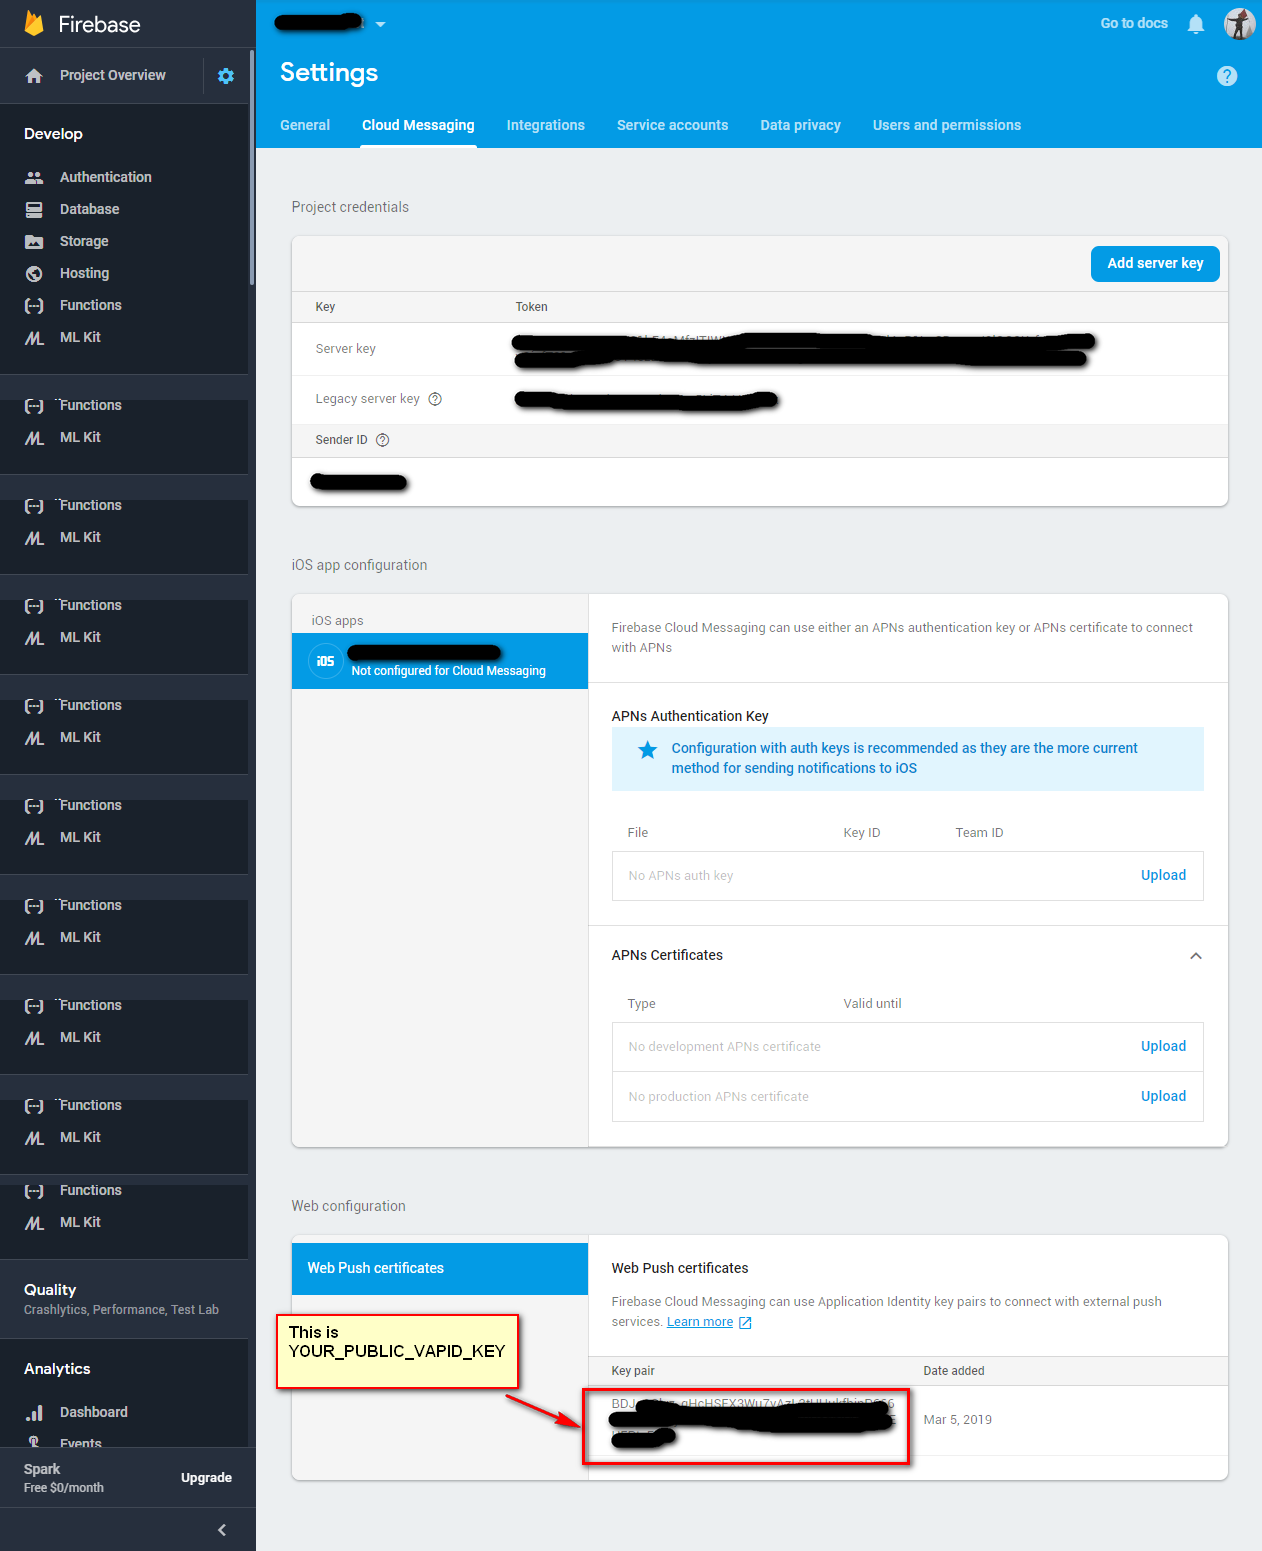 Firebase
Go to docs
Project Overview
Settings
General
Cloud Messaging
Integrations
Service accounts
Data privacy
Users and permissions
Develop
Authentication
Database
Storage
Hosting
Functions
ML Kit
Functions
ML Kit
Functions
ML Kit
Functions
ML Kit
Functions
ML Kit
Functions
ML Kit
Functions
ML Kit
Functions
ML Kit
Functions
ML Kit
Functions
ML Kit
Quality
Crashlytics, Performance, Test Lab
Analytics
Dashboard
Events
Spark
Free $0/month
Upgrade
Project credentials
Add server key
Key
Token
Server key
Legacy server key
Sender ID
iOS app configuration
iOS apps
iOS
Not configured for Cloud Messaging
Firebase Cloud Messaging can use either an APNs authentication key or APNs certificate to connect
with APNs
APNs Authentication Key
Configuration with auth keys is recommended as they are the more current
method for sending notifications to iOS
File
Key ID
Team ID
No APNs auth key
Upload
APNs Certificates
Type
Valid until
No development APNs certificate
Upload
No production APNs certificate
Upload
Web configuration
Web Push certificates
Web Push certificates
Firebase Cloud Messaging can use Application Identity key pairs to connect with external push
services. Learn more
This is
YOUR_PUBLIC_VAPID_KEY
Key pair
Date added
Mar 5, 2019